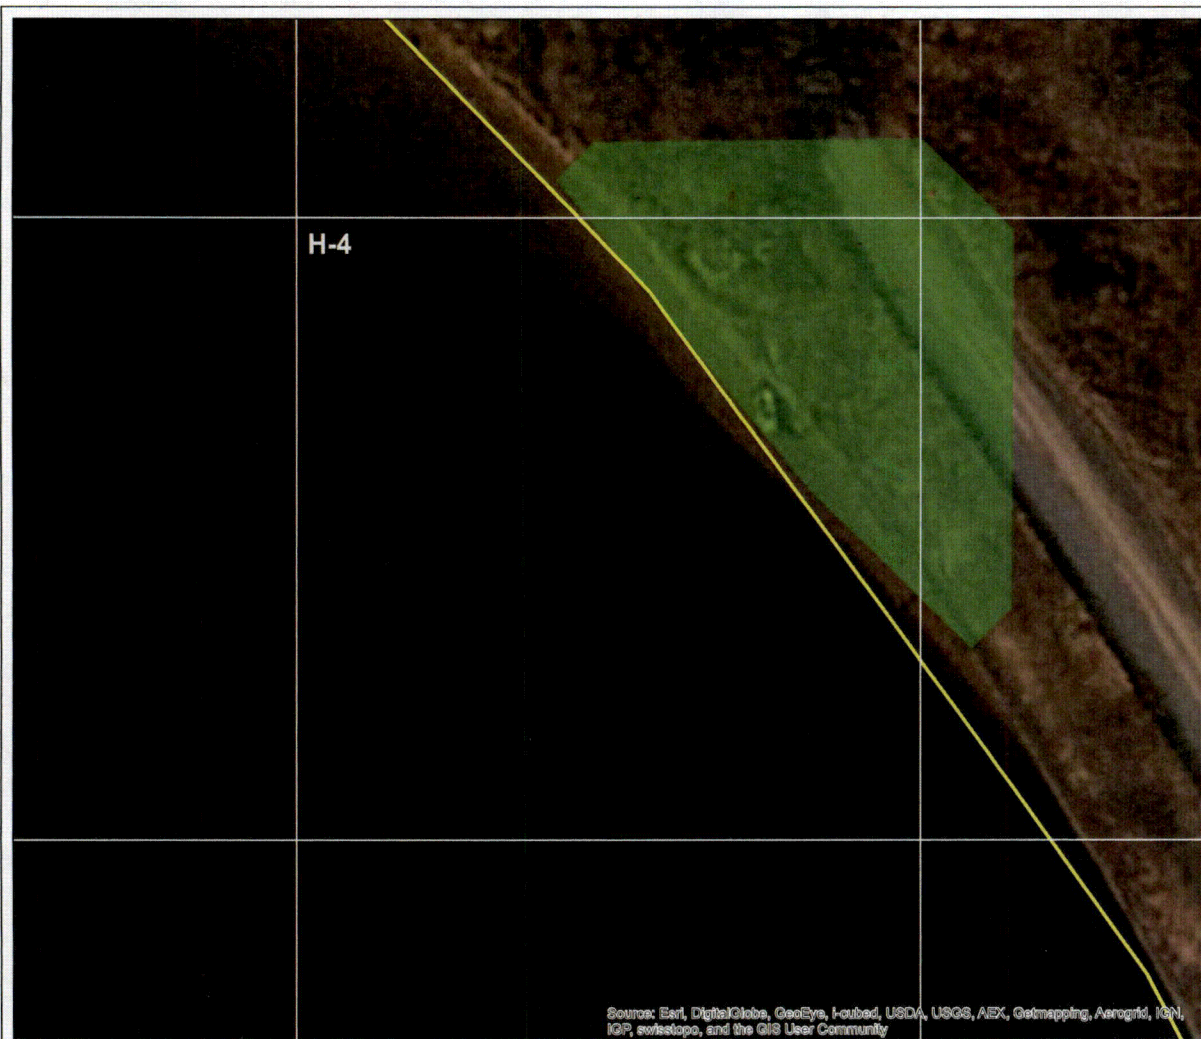 H-4
Source: Esri, DigitalGlobe, GeoEye, i-cubed, USDA, USGS, AEX, Getmapping, Aerogrid, IGN,
IGP, swisstopo, and the GIS User Community